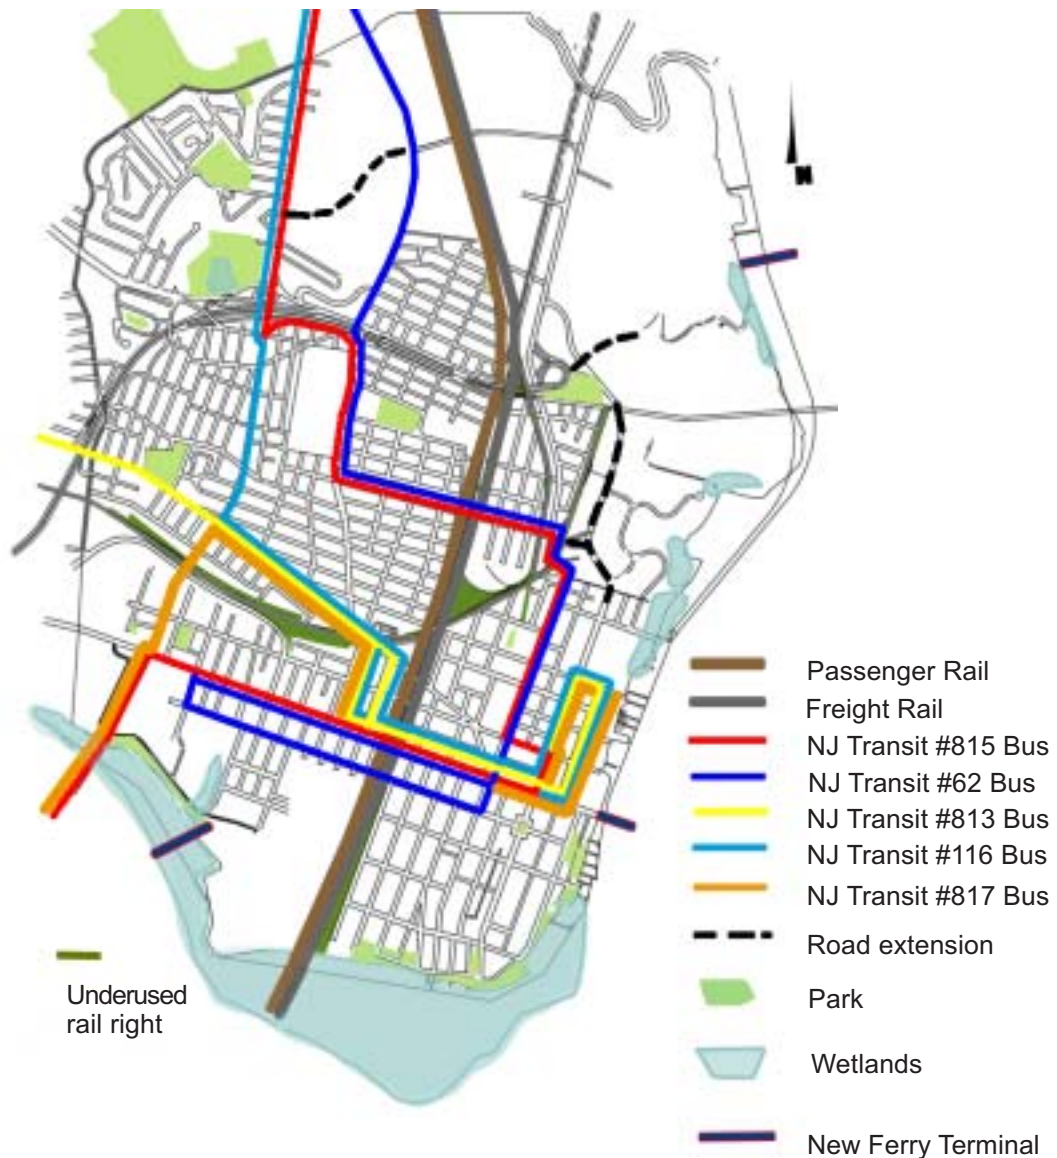 N
Passenger Rail
Freight Rail
NJ Transit #815 Bus
NJ Transit #62 Bus
NJ Transit #813 Bus
NJ Transit #116 Bus
NJ Transit #817 Bus
Road extension
Park
Wetlands
New Ferry Terminal
Underused
rail right